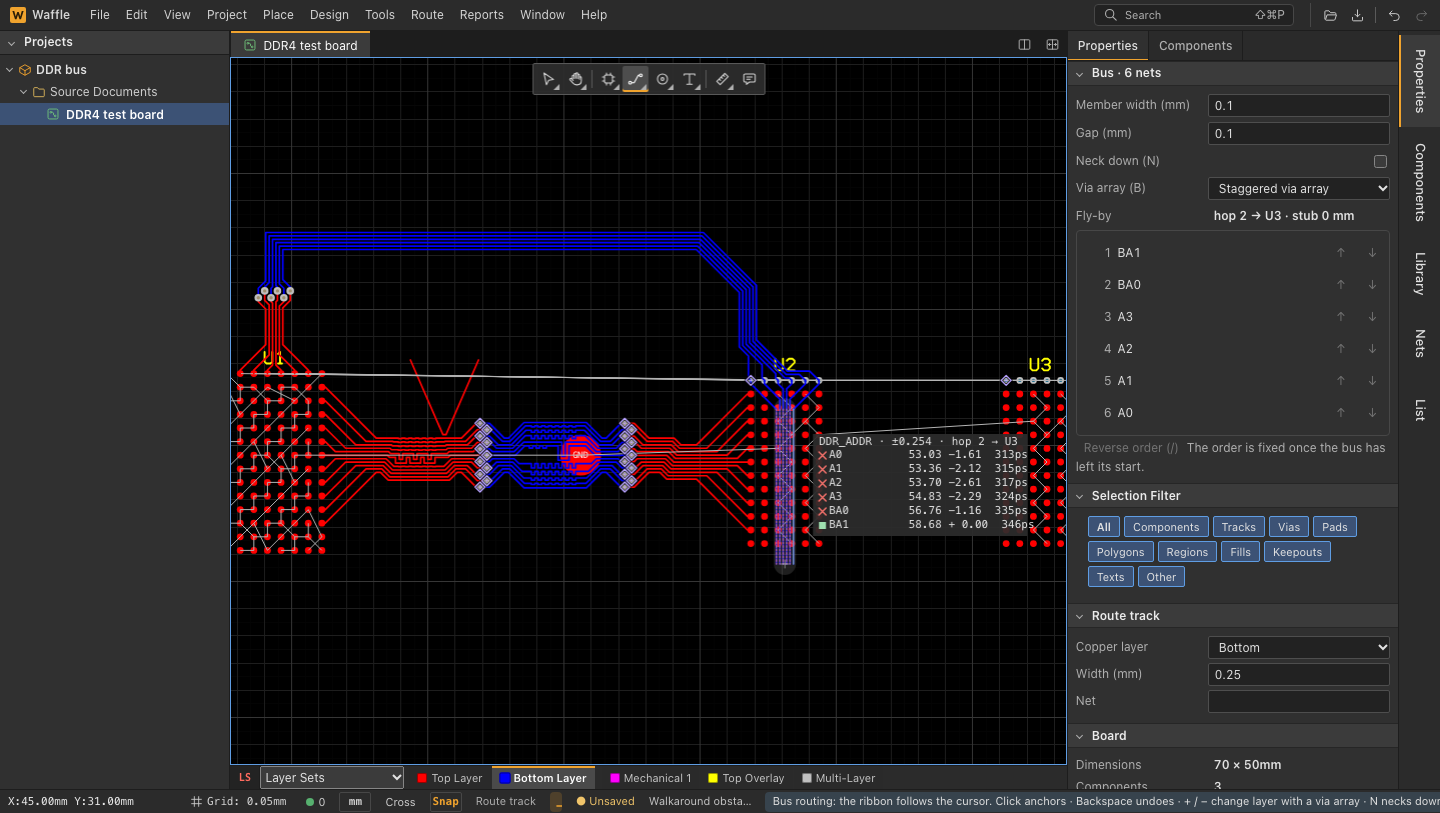 Waffle File Edit View Project Place Design Tools Route Reports Window Help Search ⇧⌘P
Projects
DDR bus
Source Documents
DDR4 test board
DDR4 test board
U1
U2
U3
GND
DDR_ADDR · ±0.254 · hop 2 → U3
A0 53.03 −1.61 313ps
A1 53.36 −2.12 315ps
A2 53.70 −2.61 317ps
A3 54.83 −2.29 324ps
BA0 56.76 −1.16 335ps
BA1 58.68 + 0.00 346ps
LS Layer Sets Top Layer Bottom Layer Mechanical 1 Top Overlay Multi-Layer
Properties Components
Bus · 6 nets
Member width (mm) 0.1
Gap (mm) 0.1
Neck down (N)
Via array (B) Staggered via array
Fly-by hop 2 → U3 · stub 0 mm
1 BA1 ↑ ↓
2 BA0 ↑ ↓
3 A3 ↑ ↓
4 A2 ↑ ↓
5 A1 ↑ ↓
6 A0 ↑ ↓
Reverse order (/) The order is fixed once the bus has
left its start.
Selection Filter
All Components Tracks Vias Pads
Polygons Regions Fills Keepouts
Texts Other
Route track
Copper layer Bottom
Width (mm) 0.25
Net
Board
Dimensions 70 × 50mm
Components 3
Properties
Components
Library
Nets
List
X:45.00mm Y:31.00mm Grid: 0.05mm 0 mm Cross Snap Route track _ Unsaved Walkaround obsta... Bus routing: the ribbon follows the cursor. Click anchors · Backspace undoes · + / − change layer with a via array · N necks down